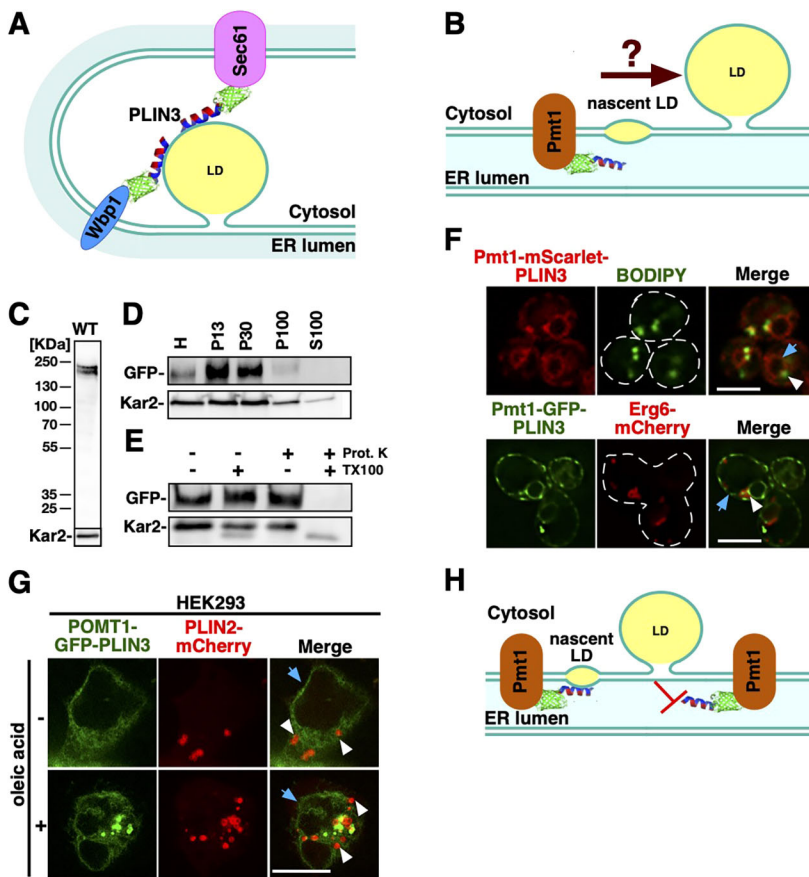 A
Sec61
PLIN3
LD
Wbp1
Cytosol
ER lumen
B
?
LD
nascent LD
Cytosol
Pmt1
ER lumen
C
WT
[KDa]
250
130
100
70
55
35
25
Kar2-
D
H P13 P30 P100 S100
GFP-
Kar2-
E
- - + + Prot. K
- + - + TX100
GFP-
Kar2-
F
Pmt1-mScarlet-
PLIN3
BODIPY
Merge
Pmt1-GFP-
PLIN3
Erg6-
mCherry
Merge
G
HEK293
POMT1-
GFP-PLIN3
PLIN2-
mCherry
Merge
oleic acid
-
+
H
Cytosol
LD
nascent
LD
Pmt1
Pmt1
ER lumen